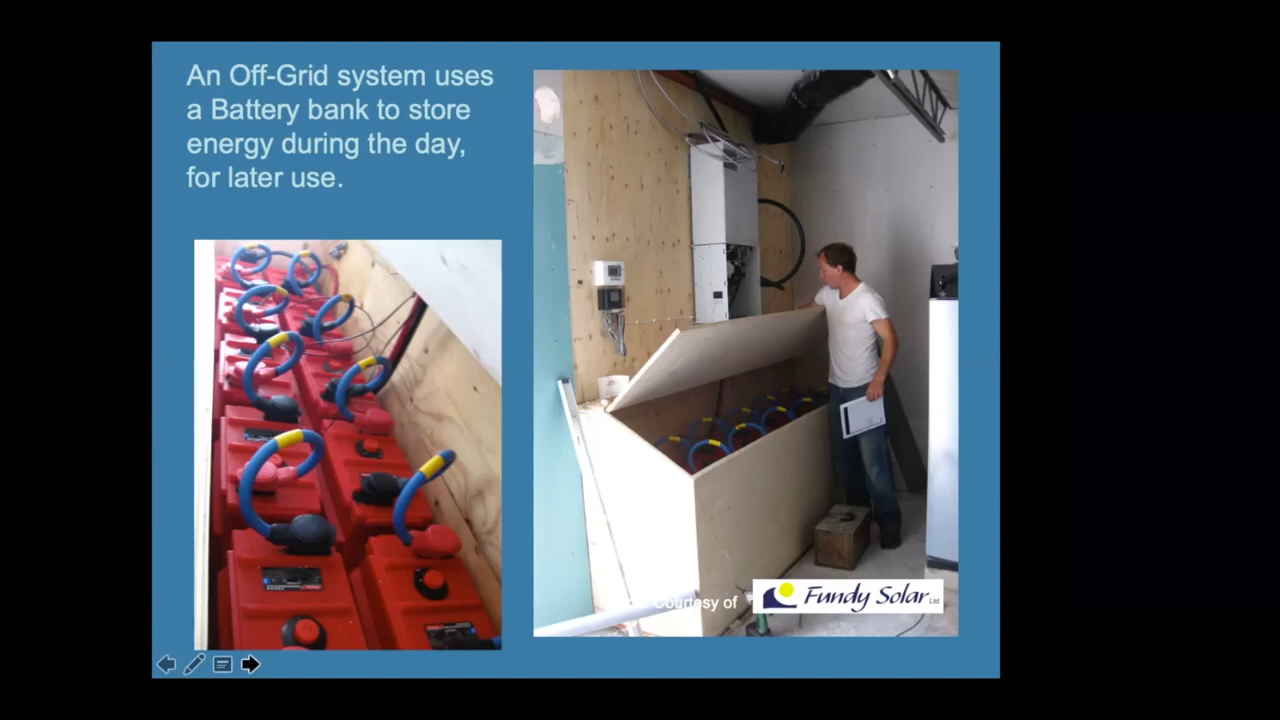 An Off-Grid system uses
a Battery bank to store
energy during the day,
for later use.
Courtesy of
Fundy Solar Ltd.